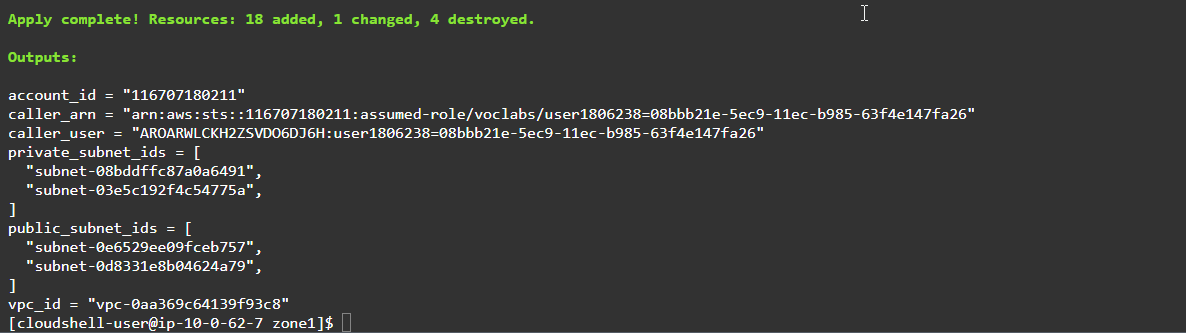 Apply complete! Resources: 18 added, 1 changed, 4 destroyed.
Outputs:
account_id = "116707180211"
caller_arn = "arn:aws:sts::116707180211:assumed-role/voclabs/user1806238=08bbb21e-5ec9-11ec-b985-63f4e147fa26"
caller_user = "AROARWLCKH2ZSVDO6DJ6H:user1806238=08bbb21e-5ec9-11ec-b985-63f4e147fa26"
private_subnet_ids = [
  "subnet-08bddffc87a0a6491",
  "subnet-03e5c192f4c54775a",
]
public_subnet_ids = [
  "subnet-0e6529ee09fceb757",
  "subnet-0d8331e8b04624a79",
]
vpc_id = "vpc-0aa369c64139f93c8"
[cloudshell-user@ip-10-0-62-7 zone1]$